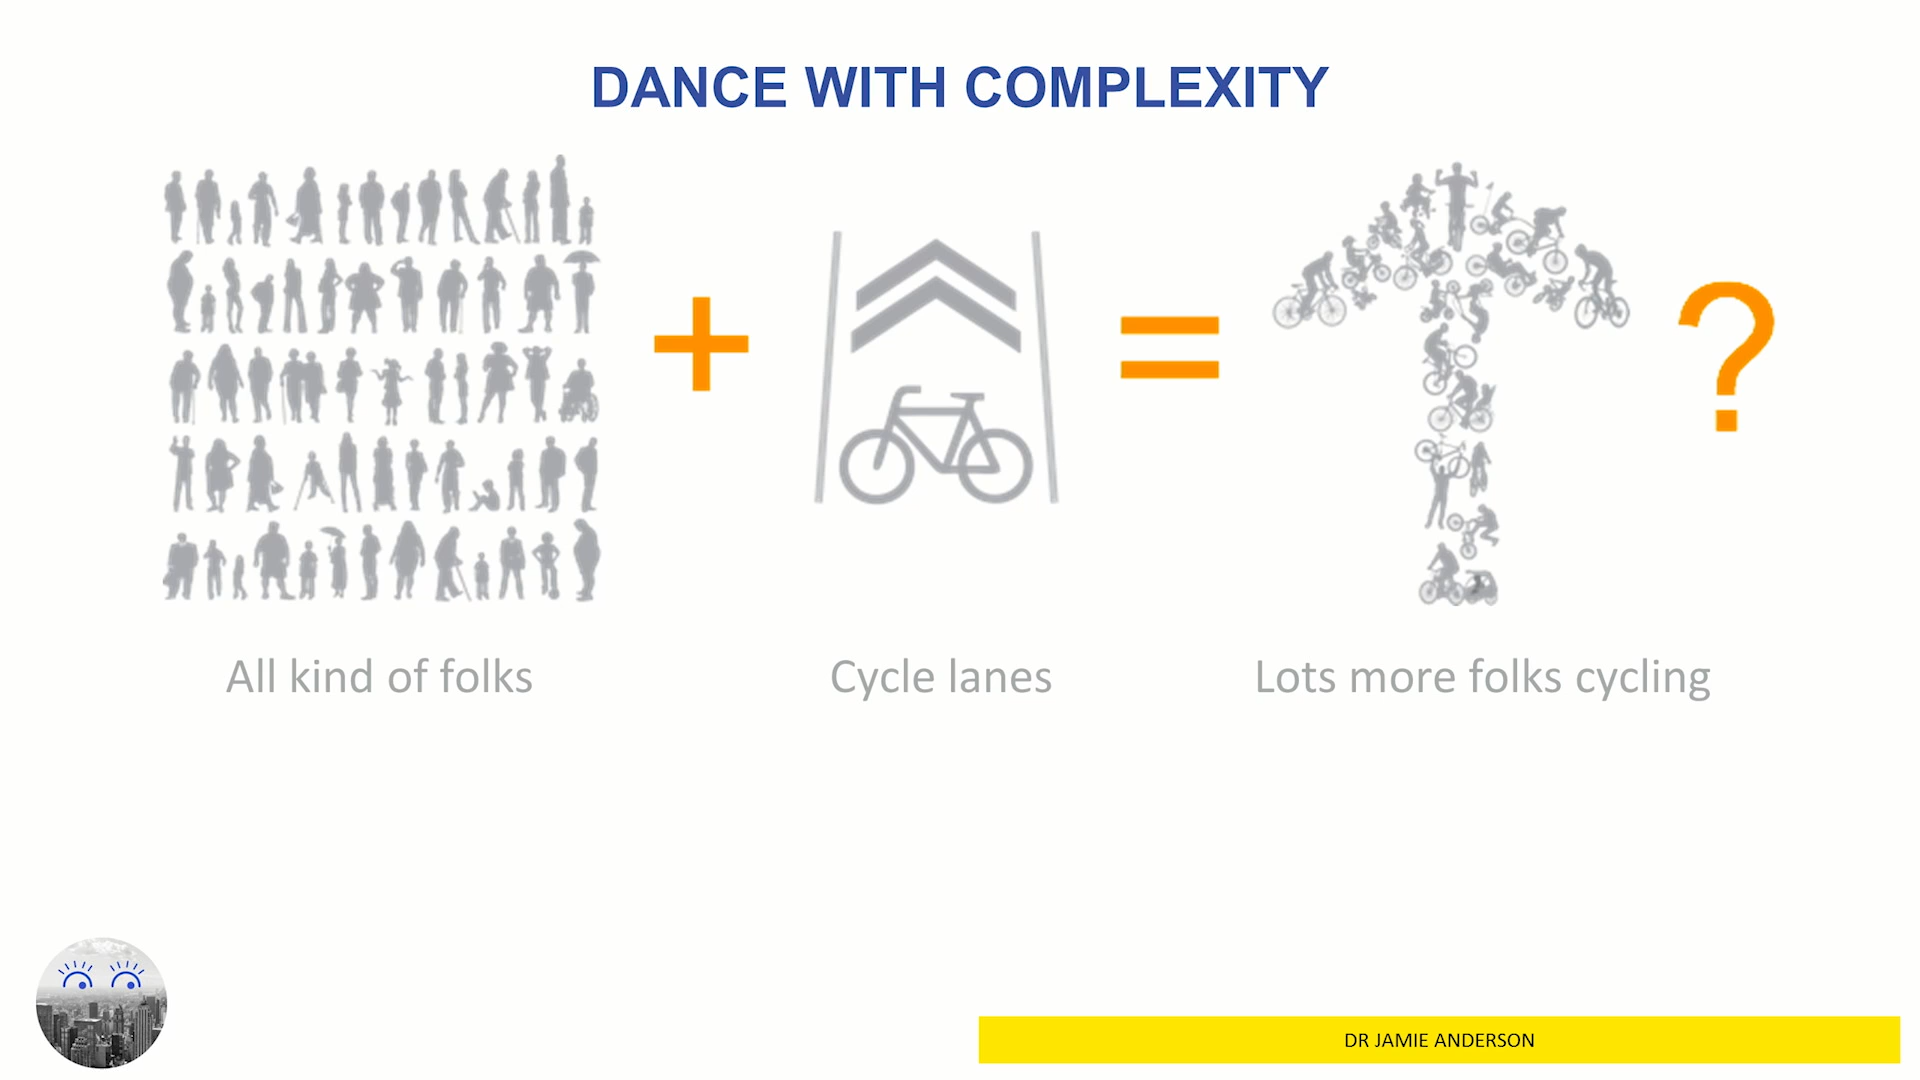 DANCE WITH COMPLEXITY
+
=
?
All kind of folks
Cycle lanes
Lots more folks cycling
DR JAMIE ANDERSON